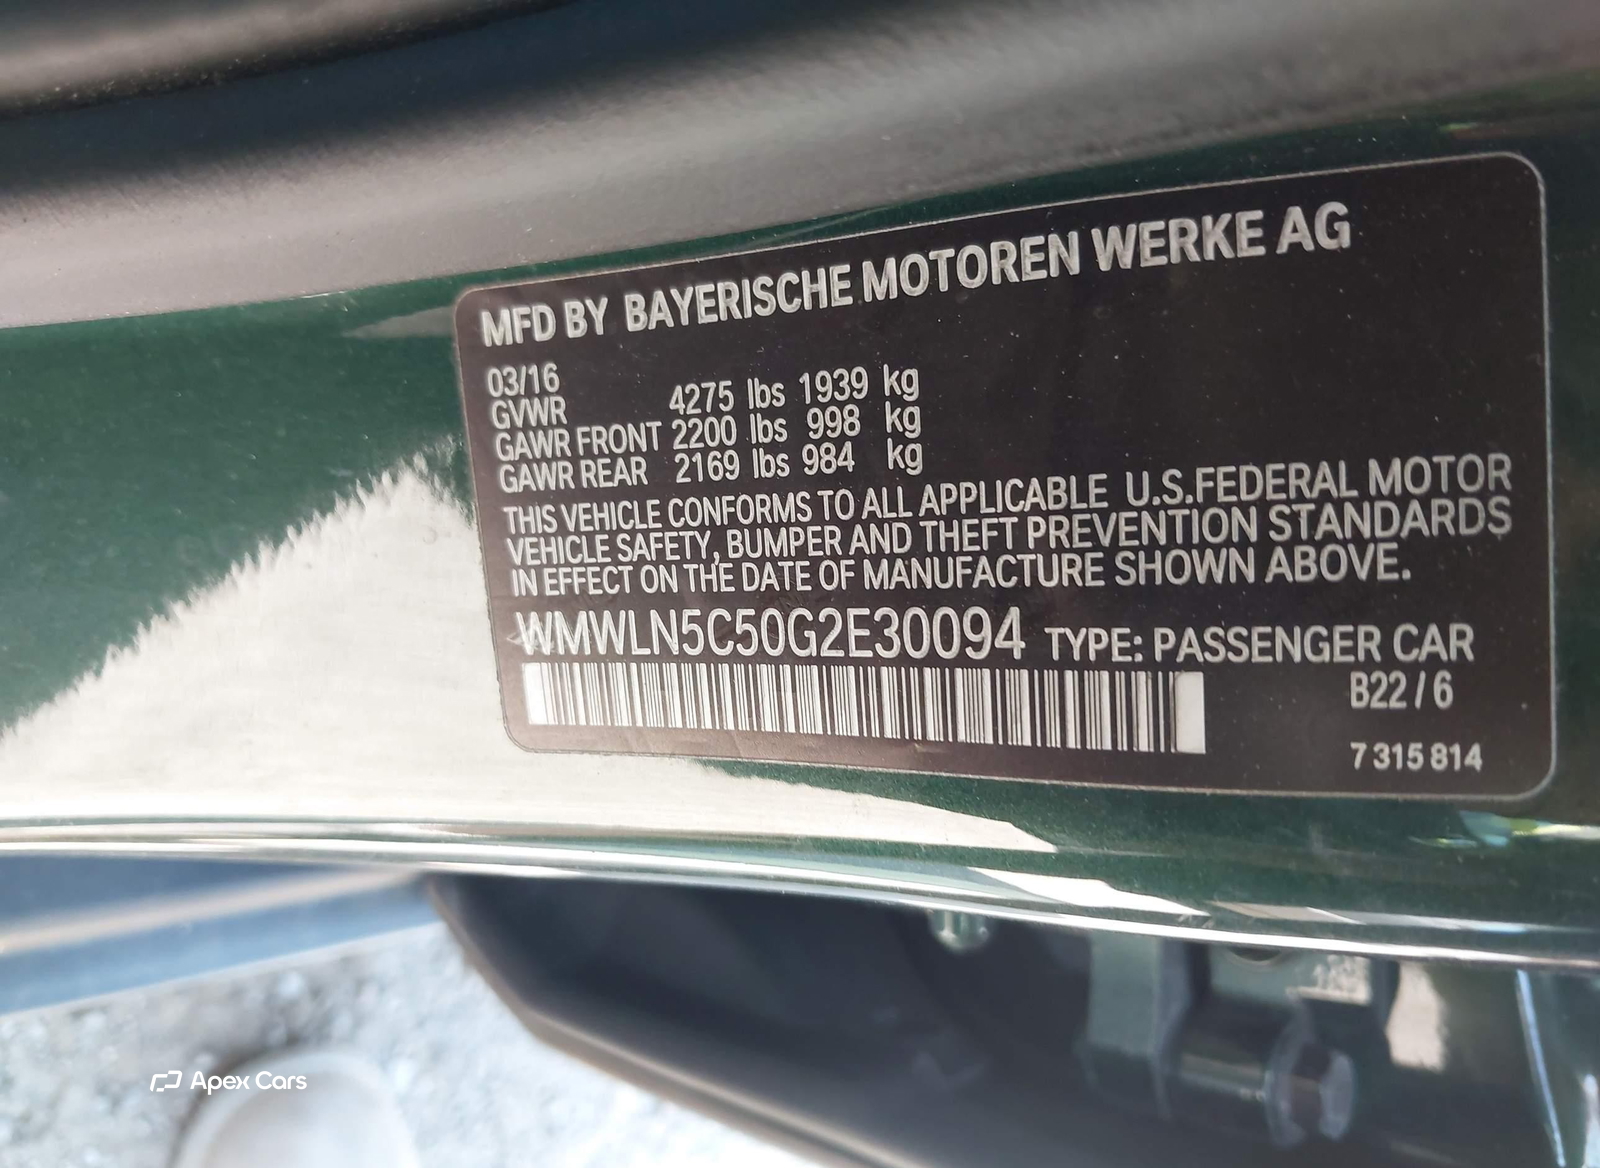 MFD BY BAYERISCHE MOTOREN WERKE AG
03/16
GVWR 4275 lbs 1939 kg
GAWR FRONT 2200 lbs 998 kg
GAWR REAR 2169 lbs 984 kg
THIS VEHICLE CONFORMS TO ALL APPLICABLE U.S.FEDERAL MOTOR
VEHICLE SAFETY, BUMPER AND THEFT PREVENTION STANDARDS
IN EFFECT ON THE DATE OF MANUFACTURE SHOWN ABOVE.
WMWLN5C50G2E30094 TYPE: PASSENGER CAR
B22/6
7 315 814
Apex Cars